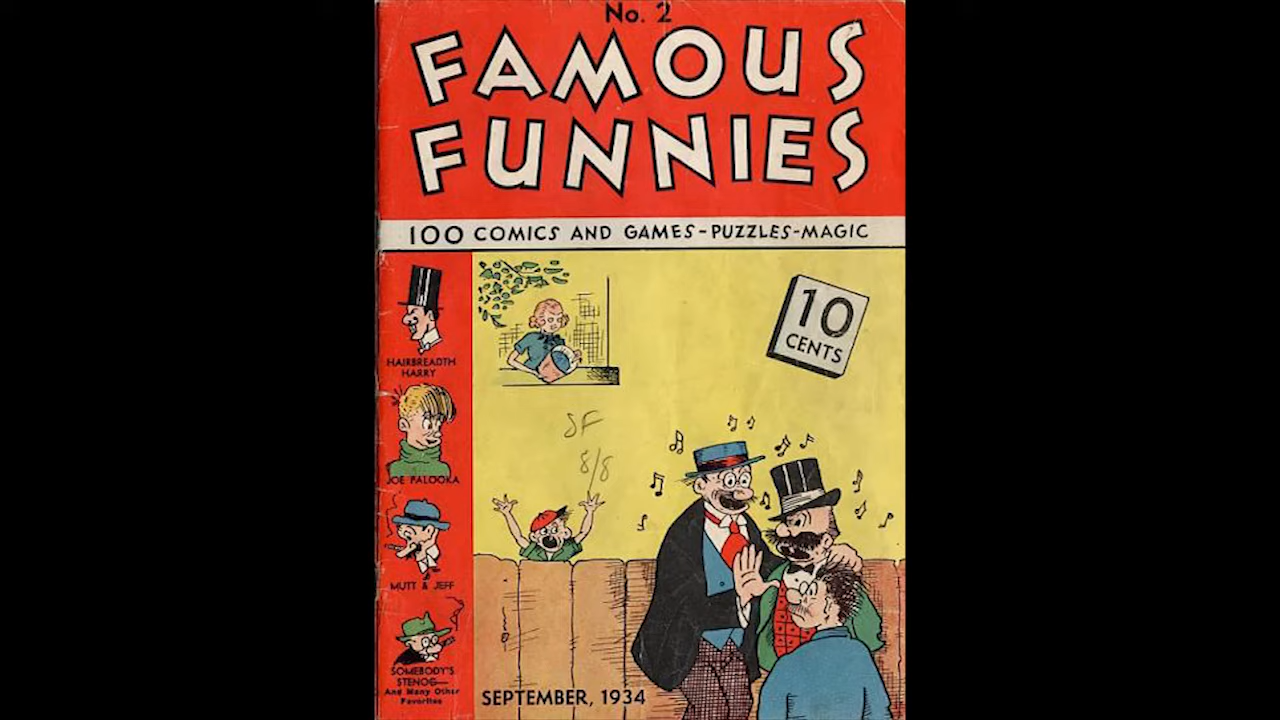 No. 2
FAMOUS
FUNNIES
100 COMICS AND GAMES-PUZZLES-MAGIC
10
CENTS
HAIRBREADTH
HARRY
JOE PALOOKA
MUTT & JEFF
SOMEBODY'S
STENOG—
And Many Other
Favorites
SF
8/8
SEPTEMBER, 1934